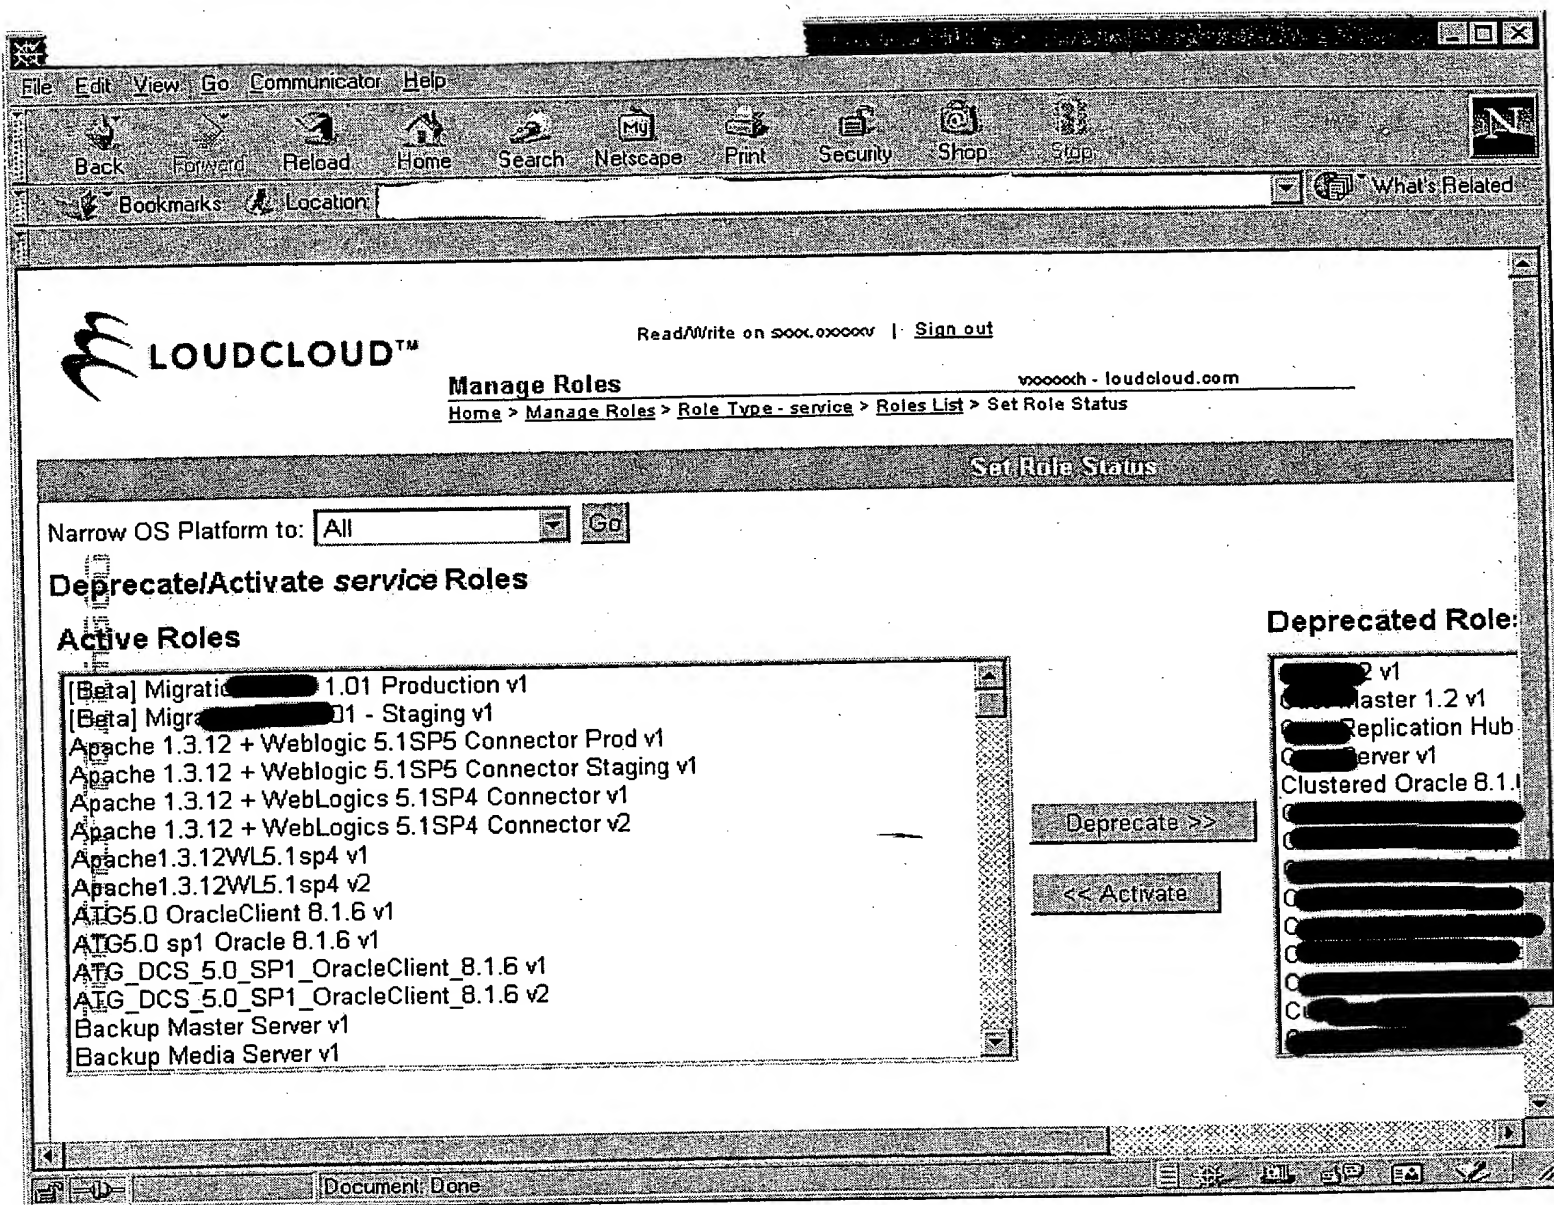 File Edit View Go Communicator Help
Back Forward Reload Home Search Netscape Print Security Shop Stop
N
Bookmarks Location: What's Related
LOUDCLOUD™
Read/Write on | Sign out
Manage Roles - loudcloud.com
Home > Manage Roles > Role Type - service > Roles List > Set Role Status
Set Role Status
Narrow OS Platform to: All Go
Deprecate/Activate service Roles
Active Roles
Deprecated Role
[Beta] 1.01 Production v1
[Beta] - Staging v1
Apache 1.3.12 + Weblogic 5.1SP5 Connector Prod v1
Apache 1.3.12 + Weblogic 5.1SP5 Connector Staging v1
Apache 1.3.12 + WebLogics 5.1SP4 Connector v1
Apache 1.3.12 + WebLogics 5.1SP4 Connector v2
Apache1.3.12WL5.1sp4 v1
Apache1.3.12WL5.1sp4 v2
ATG5.0 OracleClient 8.1.6 v1
ATG5.0 sp1 Oracle 8.1.6 v1
ATG_DCS_5.0_SP1_OracleClient_8.1.6 v1
ATG_DCS_5.0_SP1_OracleClient_8.1.6 v2
Backup Master Server v1
Backup Media Server v1
Deprecate >>
<< Activate
v1
Master 1.2 v1
Replication Hub
Server v1
Clustered Oracle 8.1.
Document: Done